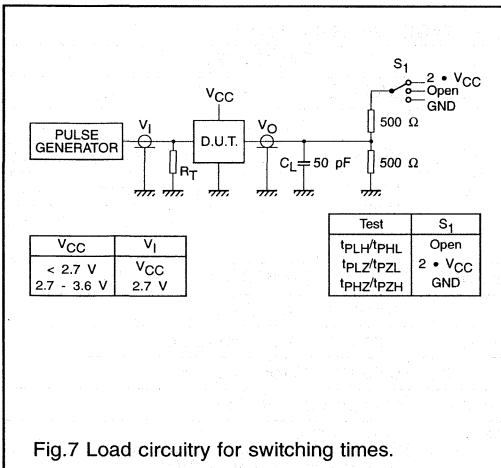 S1
2 • VCC
Open
GND
VCC
500 Ω
PULSE GENERATOR
VI
D.U.T.
VO
RT
CL
50 pF
500 Ω
VCC VI
< 2.7 V VCC
2.7 - 3.6 V 2.7 V
Test S1
tPLH/tPHL Open
tPLZ/tPZL 2 • VCC
tPHZ/tPZH GND
Fig.7 Load circuitry for switching times.